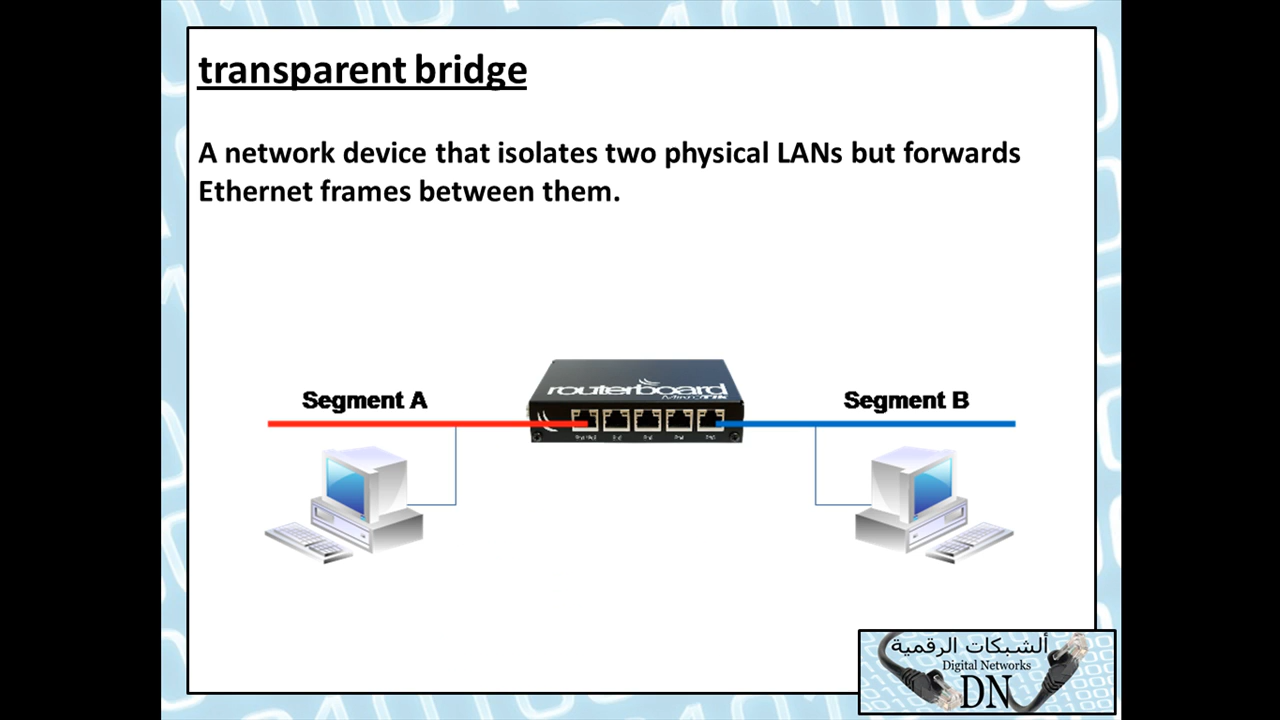 transparent bridge
A network device that isolates two physical LANs but forwards
Ethernet frames between them.
Segment A
routerboard
MikroTik
Segment B
ألشبكات الرقمية
Digital Networks
DN